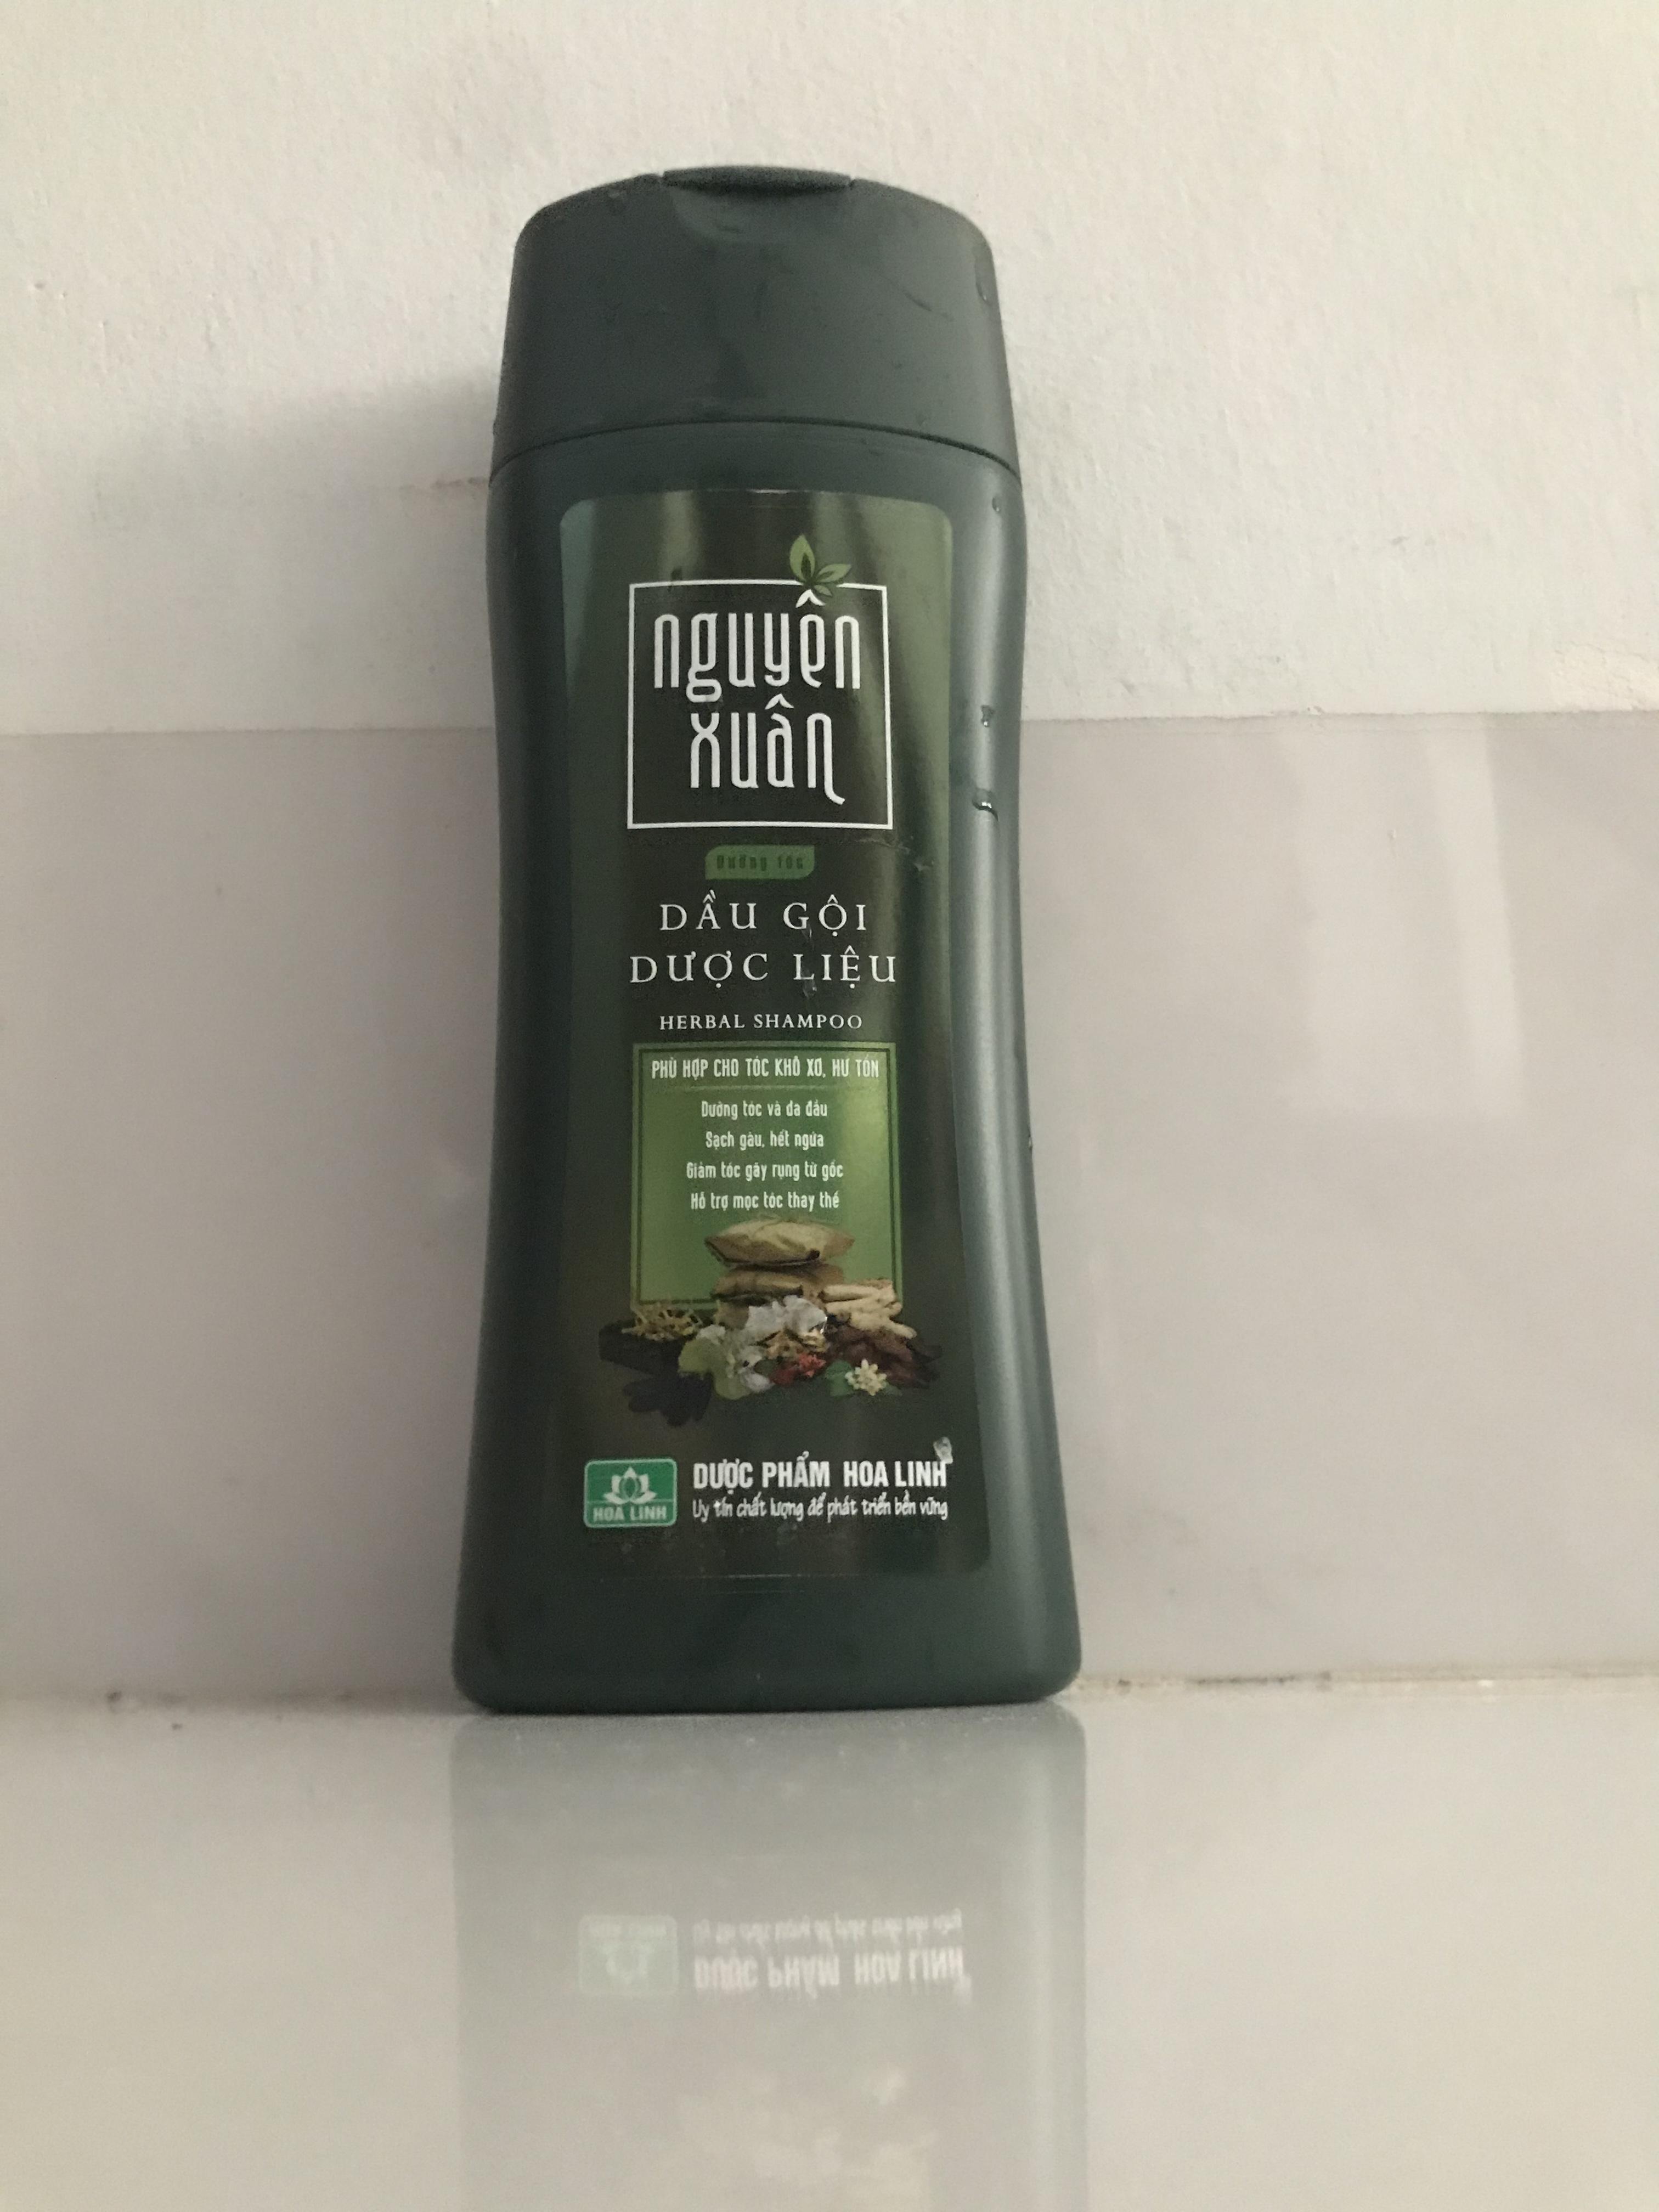 nguyên
xuân
Dưỡng tóc
DẦU GỘI
DƯỢC LIỆU
HERBAL SHAMPOO
PHÙ HỢP CHO TÓC KHÔ XƠ, HƯ TỔN
Dưỡng tóc và da đầu
Sạch gàu, hết ngứa
Giảm tóc gãy rụng từ gốc
Hỗ trợ mọc tóc thay thế
HOA LINH
DƯỢC PHẨM HOA LINH
Uy tín chất lượng để phát triển bền vững